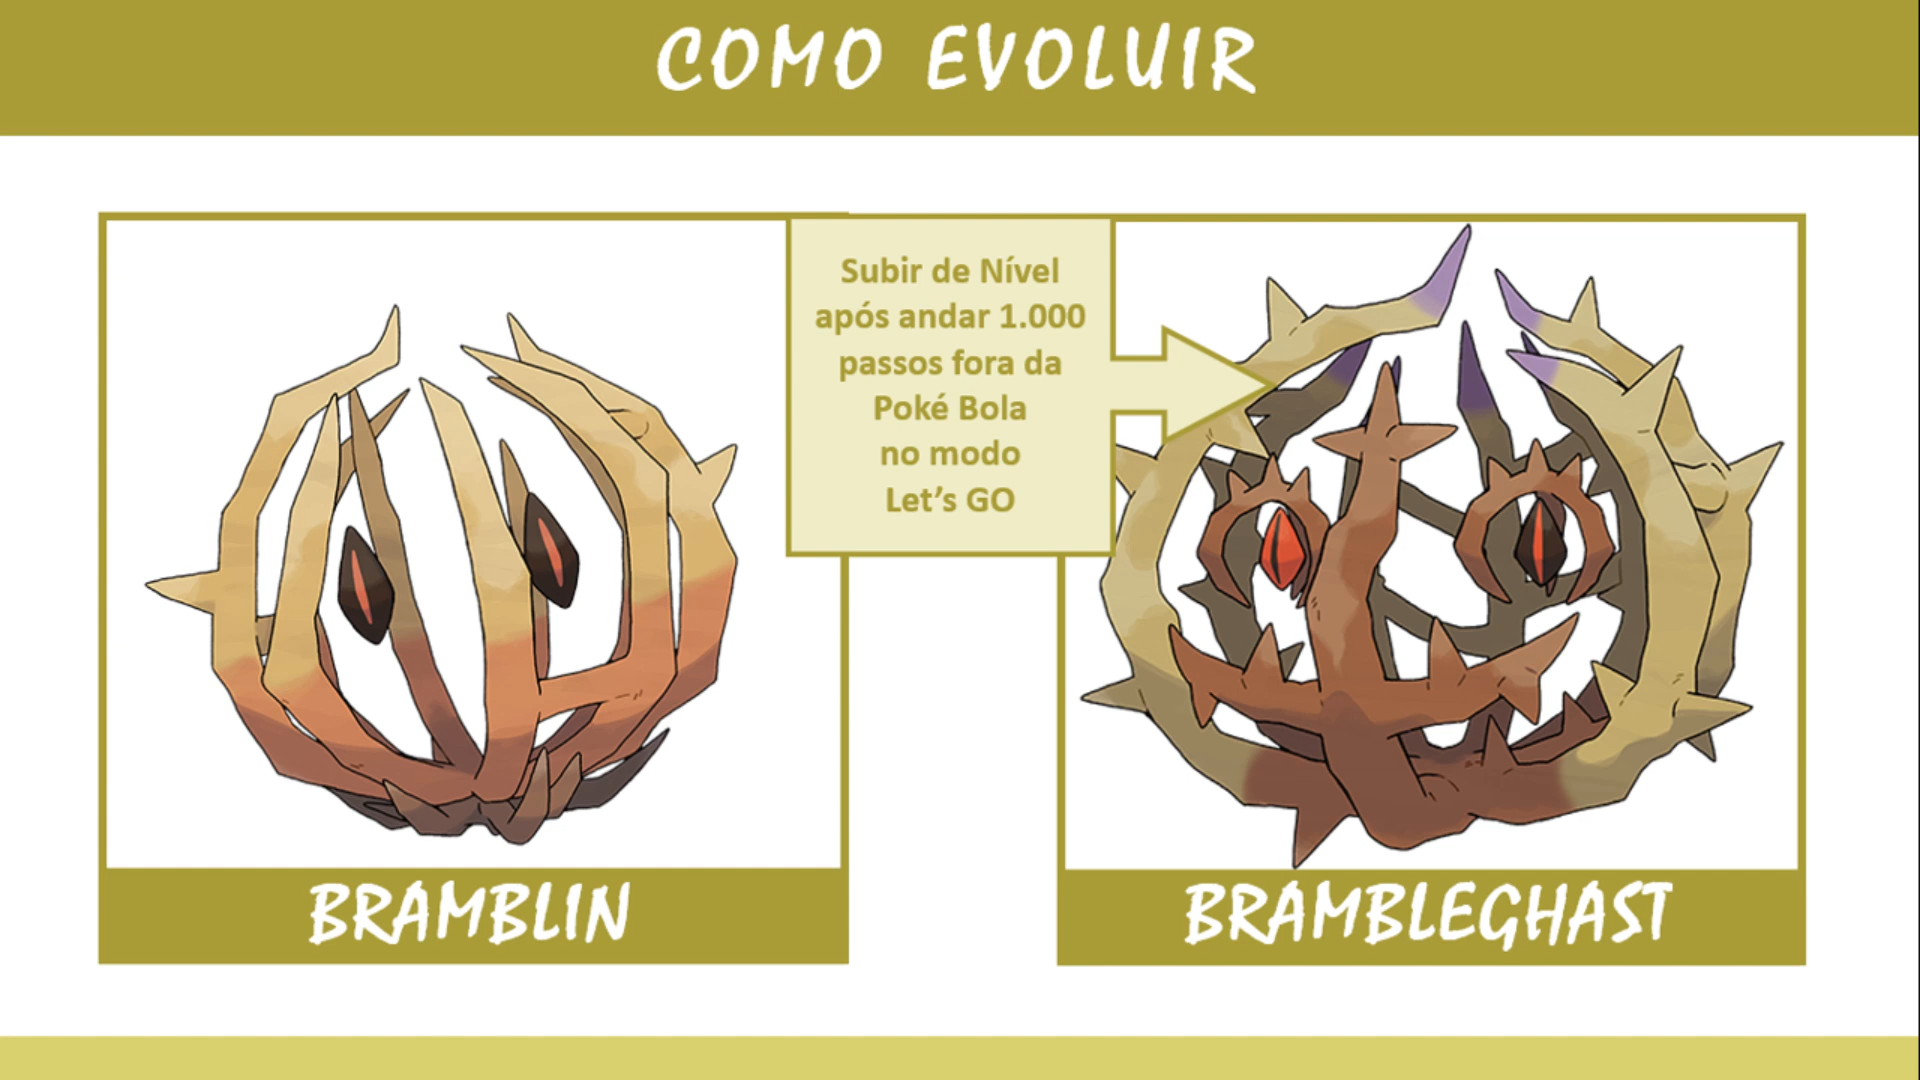 COMO EVOLUIR
Subir de Nível
após andar 1.000
passos fora da
Poké Bola
no modo
Let's GO
BRAMBLIN
BRAMBLEGHAST